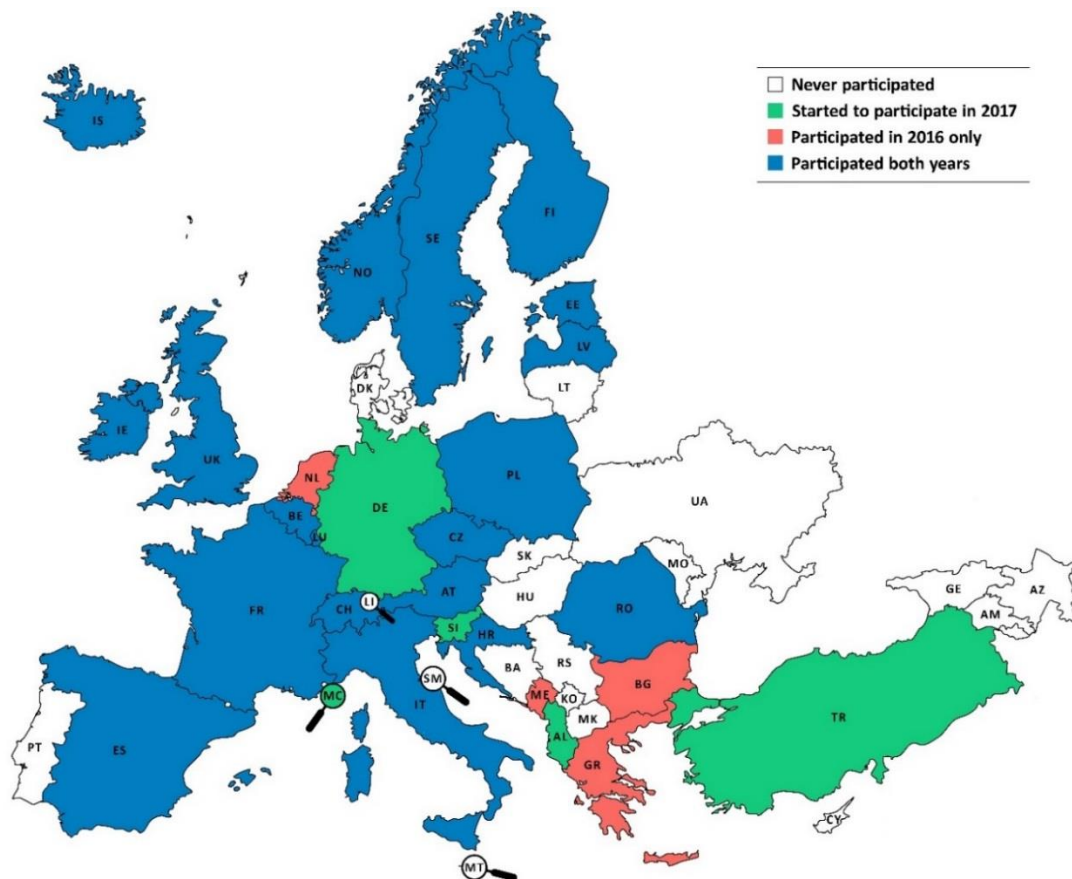 Never participated
Started to participate in 2017
Participated in 2016 only
Participated both years
IS
FI
SE
NO
EE
LV
DK
LT
IE
UK
NL
PL
BE
DE
UA
LU
CZ
SK
MO
FR
AT
HU
GE
AZ
CH
LI
RO
AM
SI
HR
BA
RS
SM
MC
ME
KO
BG
IT
MK
TR
PT
ES
AL
GR
CY
MT